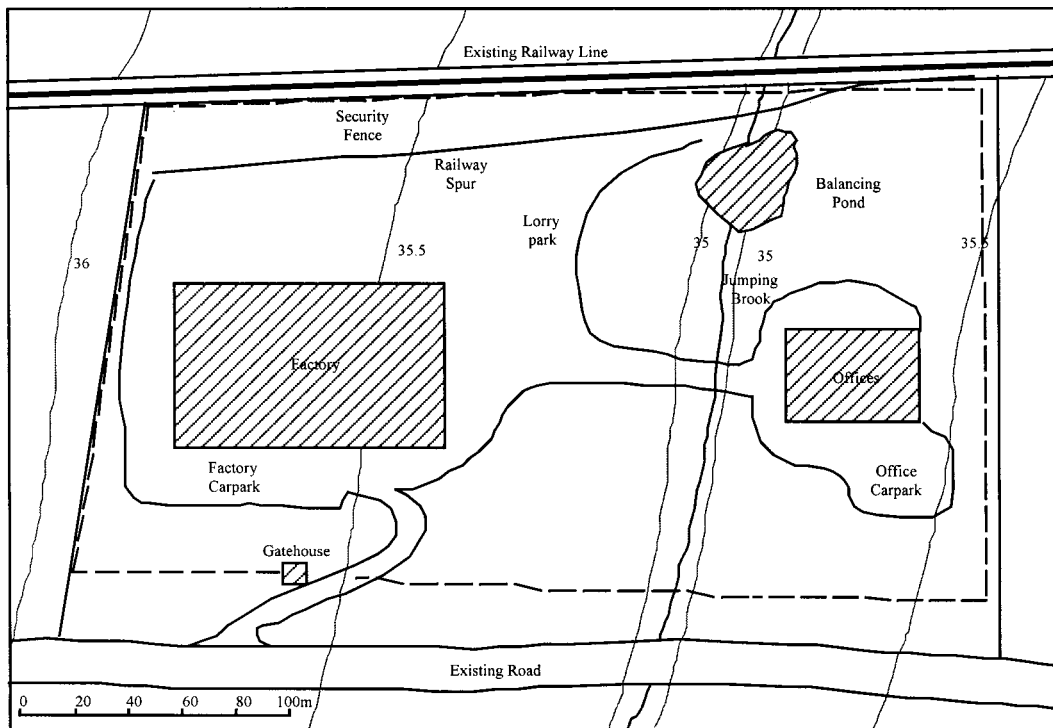 Existing Railway Line
Security
Fence
Railway
Spur
Balancing
Pond
Lorry
park
36
35.5
35
35
35.5
Jumping
Brook
Factory
Offices
Factory
Carpark
Office
Carpark
Gatehouse
Existing Road
0 20 40 60 80 100m